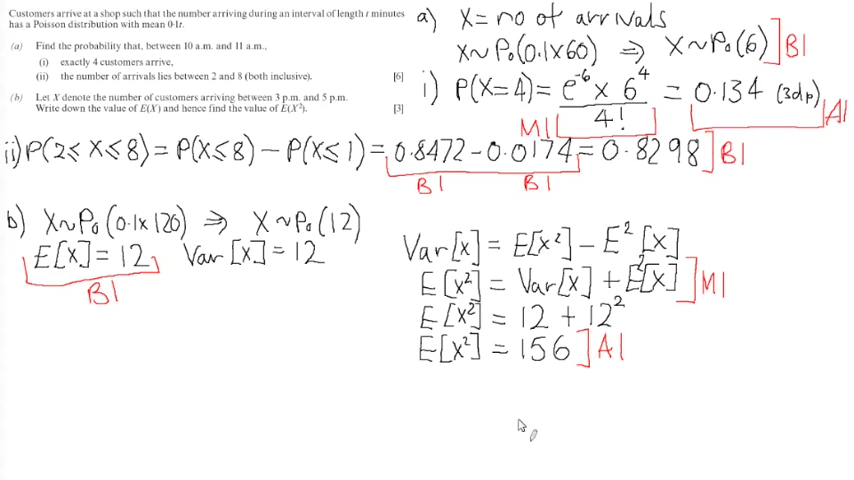 Customers arrive at a shop such that the number arriving during an interval of length t minutes
has a Poisson distribution with mean 0·1t.
(a) Find the probability that, between 10 a.m. and 11 a.m.,
(i) exactly 4 customers arrive,
(ii) the number of arrivals lies between 2 and 8 (both inclusive). [6]
(b) Let X denote the number of customers arriving between 3 p.m. and 5 p.m.
Write down the value of E(X) and hence find the value of E(X²). [3]
a) X = no of arrivals
X~Po(0.1x60) ⇒ X~Po(6) B1
i) P(X=4) = e⁻⁶ x 6⁴ / 4! = 0.134 (3dp)
M1 A1
ii) P(2≤X≤8) = P(X≤8) - P(X≤1) = 0.8472 - 0.0174 = 0.8298 B1
B1 B1
b) X~Po(0.1x120) ⇒ X~Po(12)
E[X] = 12 Var[X] = 12
B1
Var[X] = E[X²] - E²[X]
E[X²] = Var[X] + E²[X] M1
E[X²] = 12 + 12²
E[X²] = 156 A1